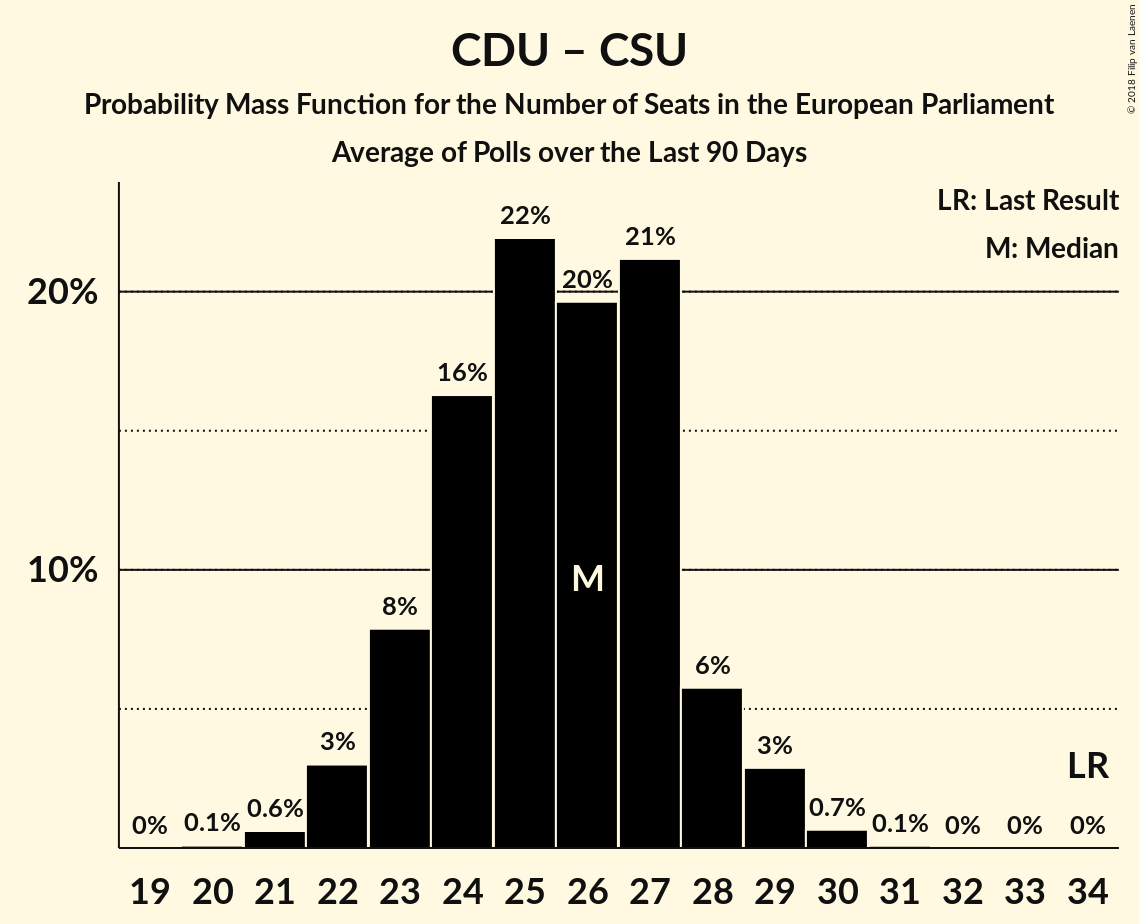 CDU – CSU
Probability Mass Function for the Number of Seats in the European Parliament
Average of Polls over the Last 90 Days
© 2018 Filip van Laenen
LR: Last Result
M: Median
22%
21%
20%
20%
16%
10%
M
8%
6%
3%
3%
LR
0%
0.1%
0.6%
0.7%
0.1%
0%
0%
0%
19 20 21 22 23 24 25 26 27 28 29 30 31 32 33 34